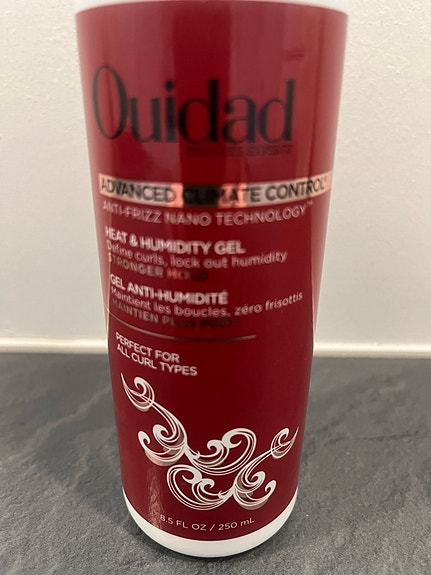 Ouidad
ADVANCED CLIMATE CONTROL®
ANTI-FRIZZ NANO TECHNOLOGY™
HEAT & HUMIDITY GEL
Define curls, lock out humidity
STRONGER HOLD
GEL ANTI-HUMIDITÉ
Maintient les boucles, zéro frisottis
MAINTIEN PLUS FORT
PERFECT FOR
ALL CURL TYPES
8.5 FL OZ / 250 mL